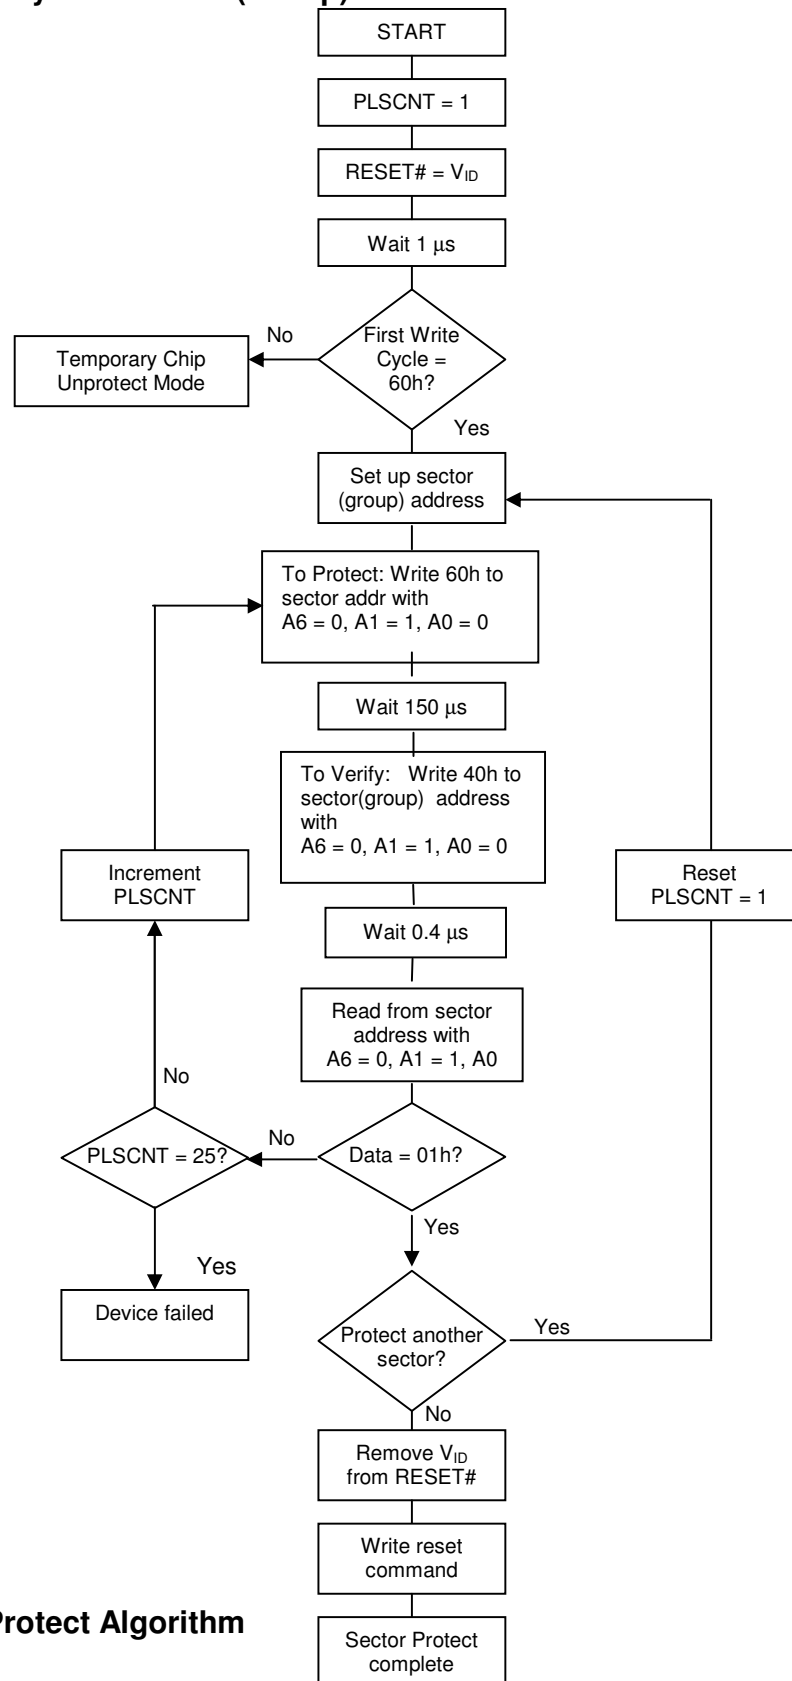 START
PLSCNT = 1
RESET# = VID
Wait 1 µs
No
First Write
Cycle =
60h?
Temporary Chip
Unprotect Mode
Yes
Set up sector
(group) address
To Protect: Write 60h to
sector addr with
A6 = 0, A1 = 1, A0 = 0
Wait 150 µs
To Verify: Write 40h to
sector(group) address
with
A6 = 0, A1 = 1, A0 = 0
Increment
PLSCNT
Reset
PLSCNT = 1
Wait 0.4 µs
Read from sector
address with
A6 = 0, A1 = 1, A0
No
No
PLSCNT = 25?
Data = 01h?
Yes
Yes
Device failed
Protect another
sector?
Yes
No
Remove VID
from RESET#
Write reset
command
Protect Algorithm
Sector Protect
complete